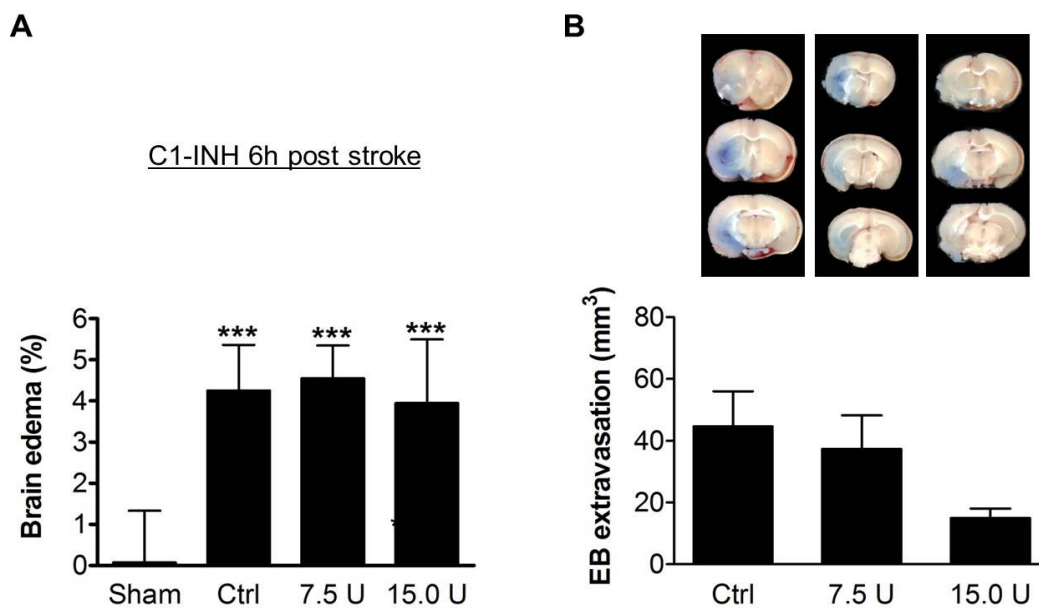 A
C1-INH 6h post stroke
Brain edema (%)
6
5
4
3
2
1
0
***
***
***
*
Sham
Ctrl
7.5 U
15.0 U
B
EB extravasation (mm³)
80
60
40
20
0
Ctrl
7.5 U
15.0 U